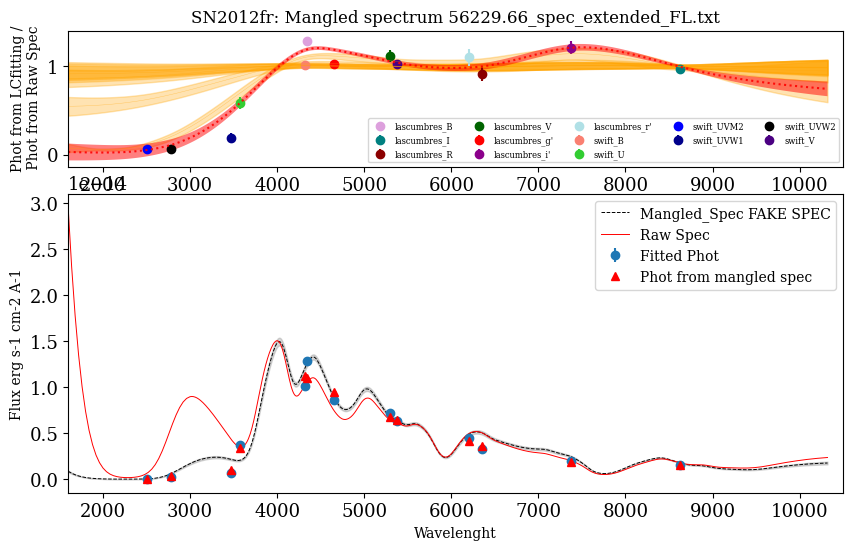 SN2012fr: Mangled spectrum 56229.66_spec_extended_FL.txt
Phot from LCfitting /
Phot from Raw Spec
1
0
lascumbres_B lascumbres_V lascumbres_r' swift_UVM2 swift_UVW2
lascumbres_I lascumbres_g' swift_B swift_UVW1 swift_V
lascumbres_R lascumbres_i' swift_U
2000 3000 4000 5000 6000 7000 8000 9000 10000
1e−14
3.0
2.5
2.0
1.5
1.0
0.5
0.0
Flux erg s-1 cm-2 A-1
Mangled_Spec FAKE SPEC
Raw Spec
Fitted Phot
Phot from mangled spec
2000 3000 4000 5000 6000 7000 8000 9000 10000
Wavelenght